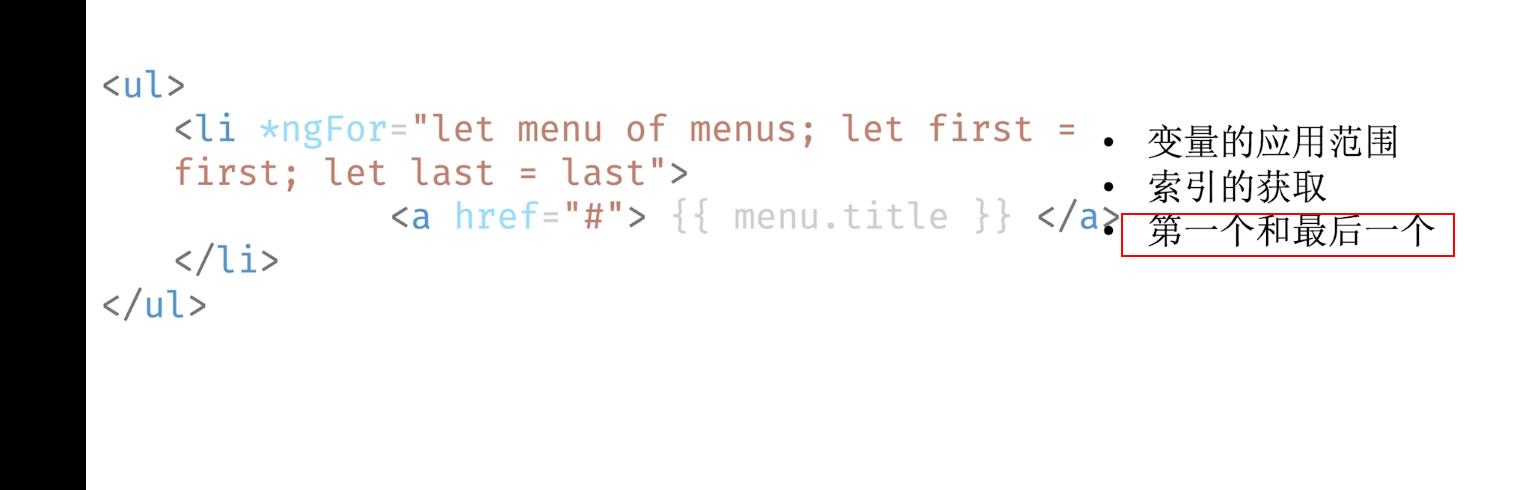 <ul>
<li *ngFor="let menu of menus; let first =
first; let last = last">
<a href="#"> {{ menu.title }} </a>
</li>
</ul>
• 变量的应用范围
• 索引的获取
• 第一个和最后一个